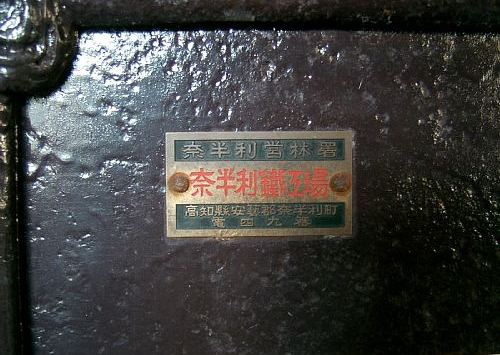 奈半利営林署
奈半利鐵工場
高知縣安藝郡奈半利町
電四九番